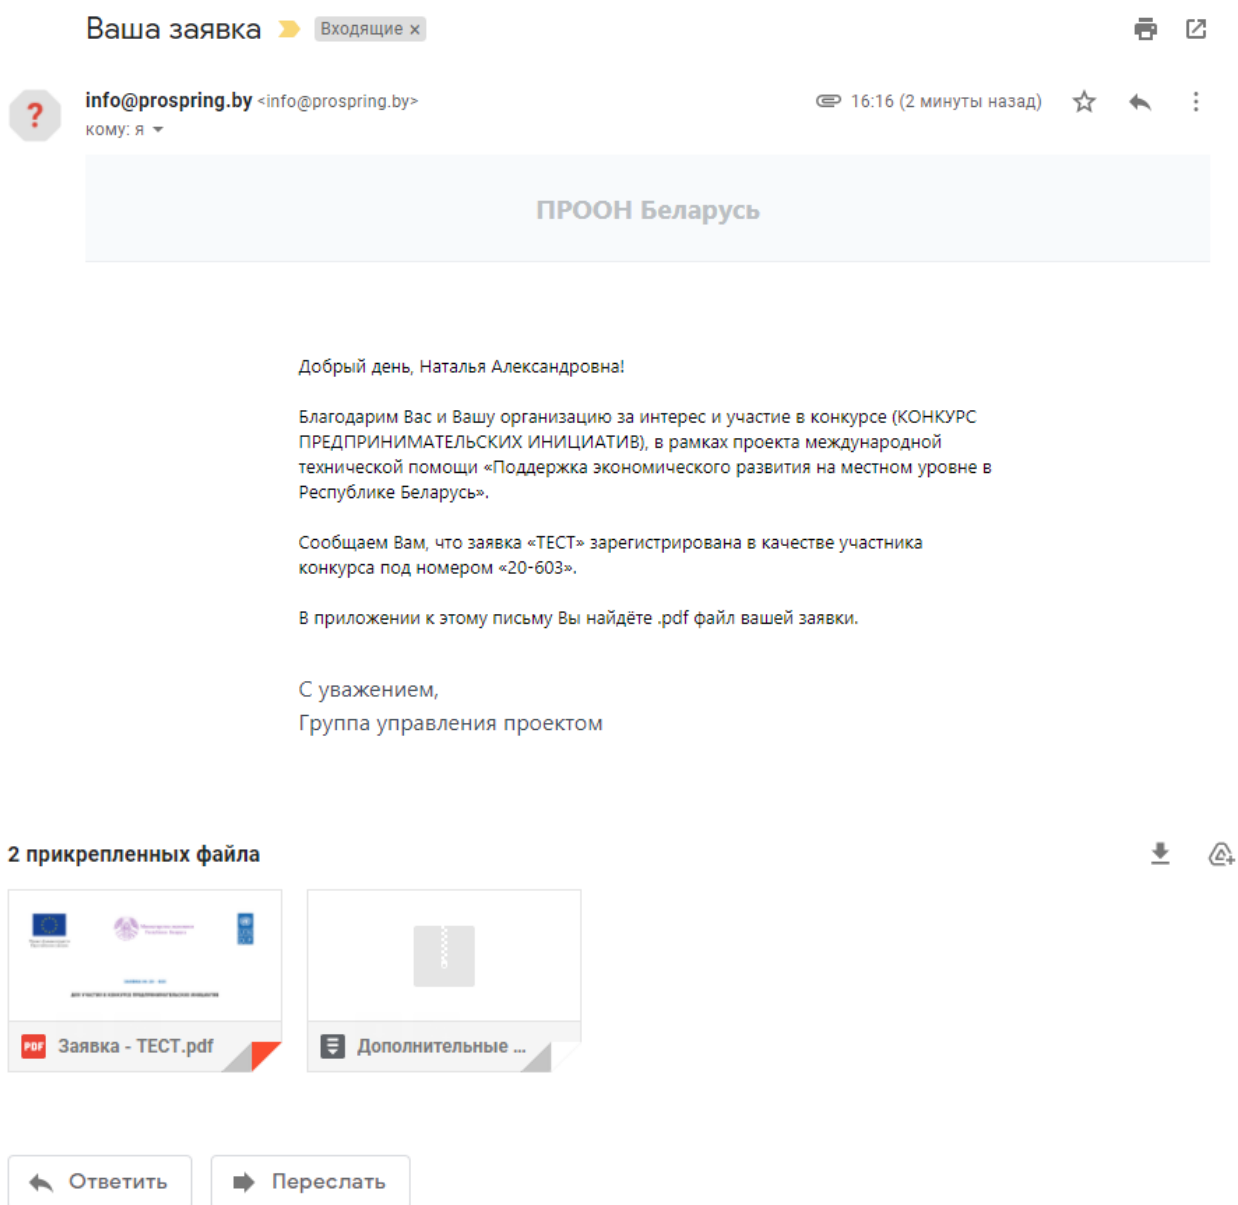 Ваша заявка Входящие ×
?
info@prospring.by <info@prospring.by> 16:16 (2 минуты назад)
кому: я
ПРООН Беларусь
Добрый день, Наталья Александровна!
Благодарим Вас и Вашу организацию за интерес и участие в конкурсе (КОНКУРС
ПРЕДПРИНИМАТЕЛЬСКИХ ИНИЦИАТИВ), в рамках проекта международной
технической помощи «Поддержка экономического развития на местном уровне в
Республике Беларусь».
Сообщаем Вам, что заявка «ТЕСТ» зарегистрирована в качестве участника
конкурса под номером «20-603».
В приложении к этому письму Вы найдёте .pdf файл вашей заявки.
С уважением,
Группа управления проектом
2 прикрепленных файла
PDF Заявка - ТЕСТ.pdf
Дополнительные ...
Ответить Переслать